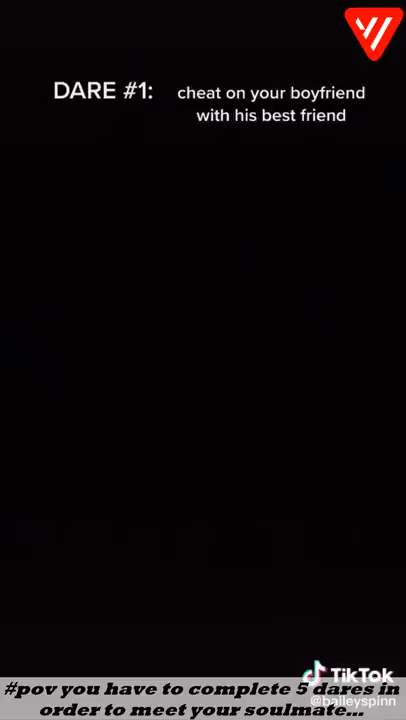 DARE #1: cheat on your boyfriend
with his best friend
TikTok
@baileyspinn
#pov you have to complete 5 dares in
order to meet your soulmate...